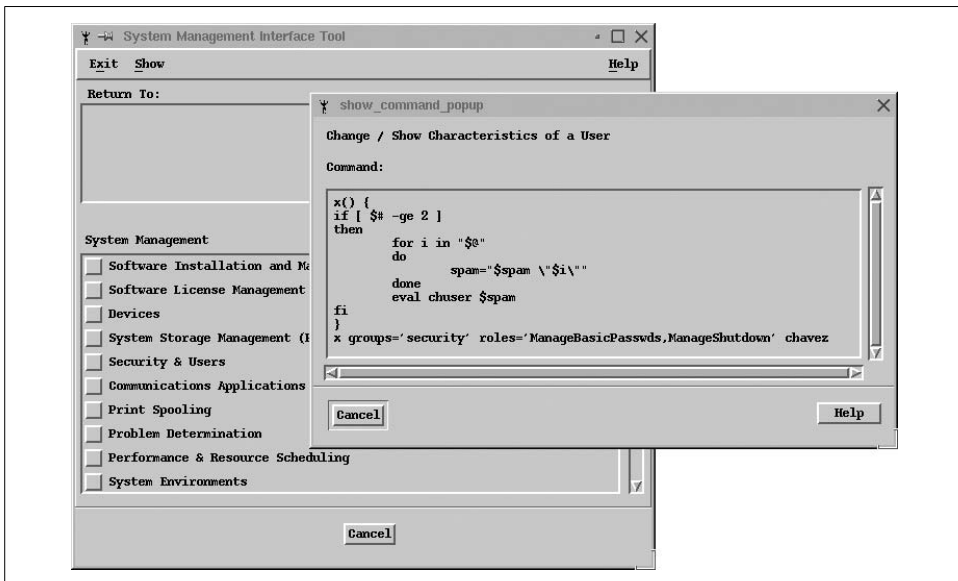 System Management Interface Tool
Exit Show Help
Return To:
System Management
Software Installation and Ma
Software License Management
Devices
System Storage Management (
Security & Users
Communications Applications
Print Spooling
Problem Determination
Performance & Resource Scheduling
System Environments
Cancel
show_command_popup
Change / Show Characteristics of a User
Command:
x() {
if [ $# -ge 2 ]
then
for i in "$@"
do
spam="$spam \"$i\""
done
eval chuser $spam
fi
}
x groups='security' roles='ManageBasicPasswds,ManageShutdown' chavez
Cancel Help